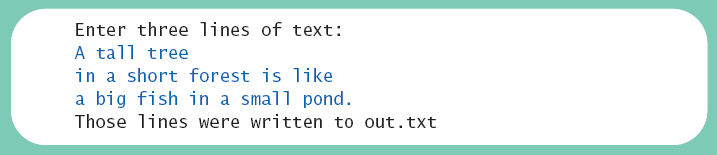 Enter three lines of text:
A tall tree
in a short forest is like
a big fish in a small pond.
Those lines were written to out.txt